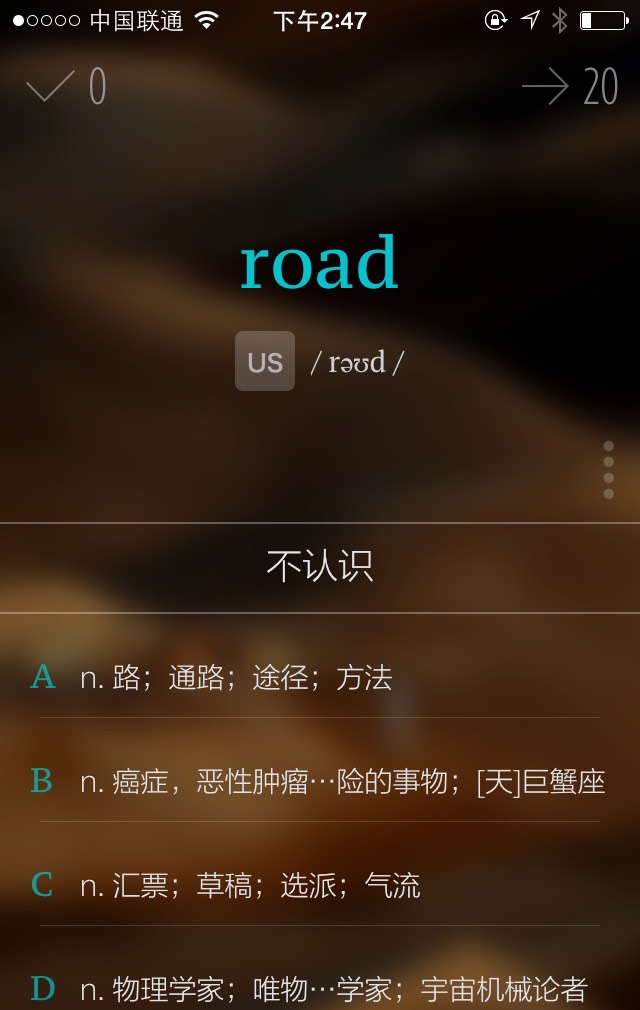 中国联通 下午2:47
0 20
road
US / rəʊd /
不认识
A n. 路；通路；途径；方法
B n. 癌症，恶性肿瘤…险的事物；[天]巨蟹座
C n. 汇票；草稿；选派；气流
D n. 物理学家；唯物…学家；宇宙机械论者